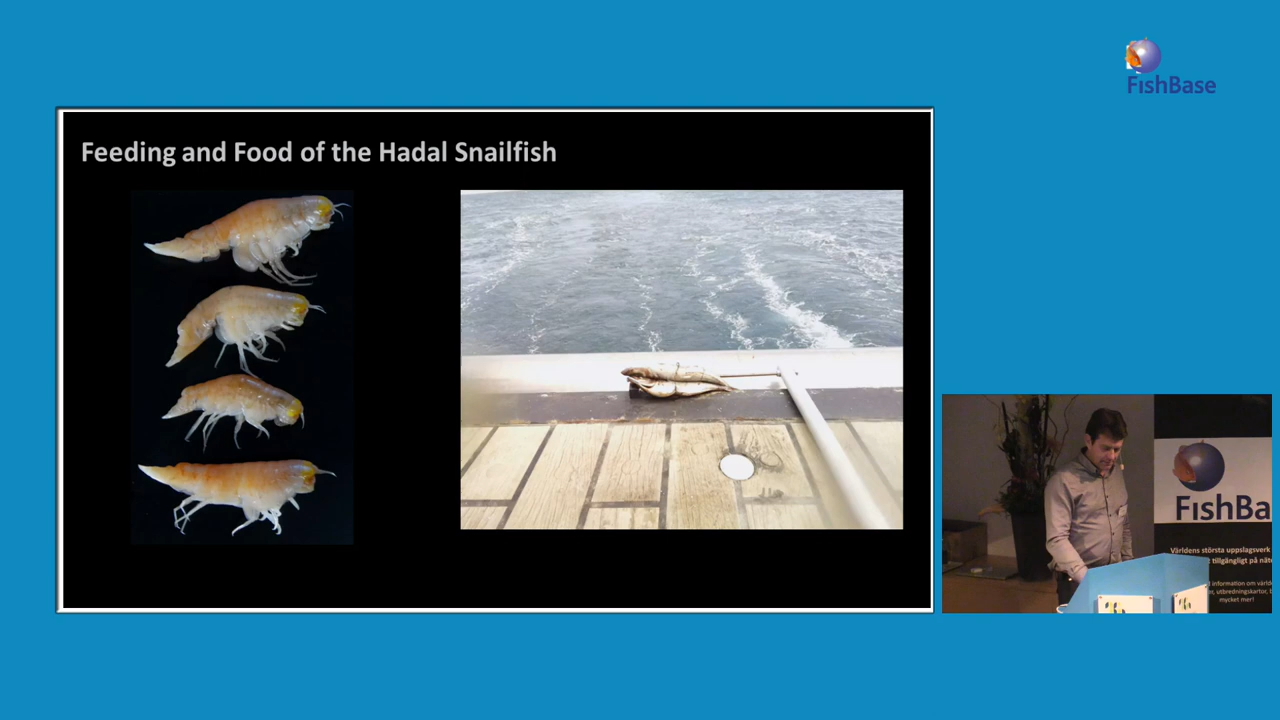 FishBase
Feeding and Food of the Hadal Snailfish
FishBa
Världens största uppslagsverk
tillgängligt på nät
information om värld
utbredningskartor,
mycket mer!